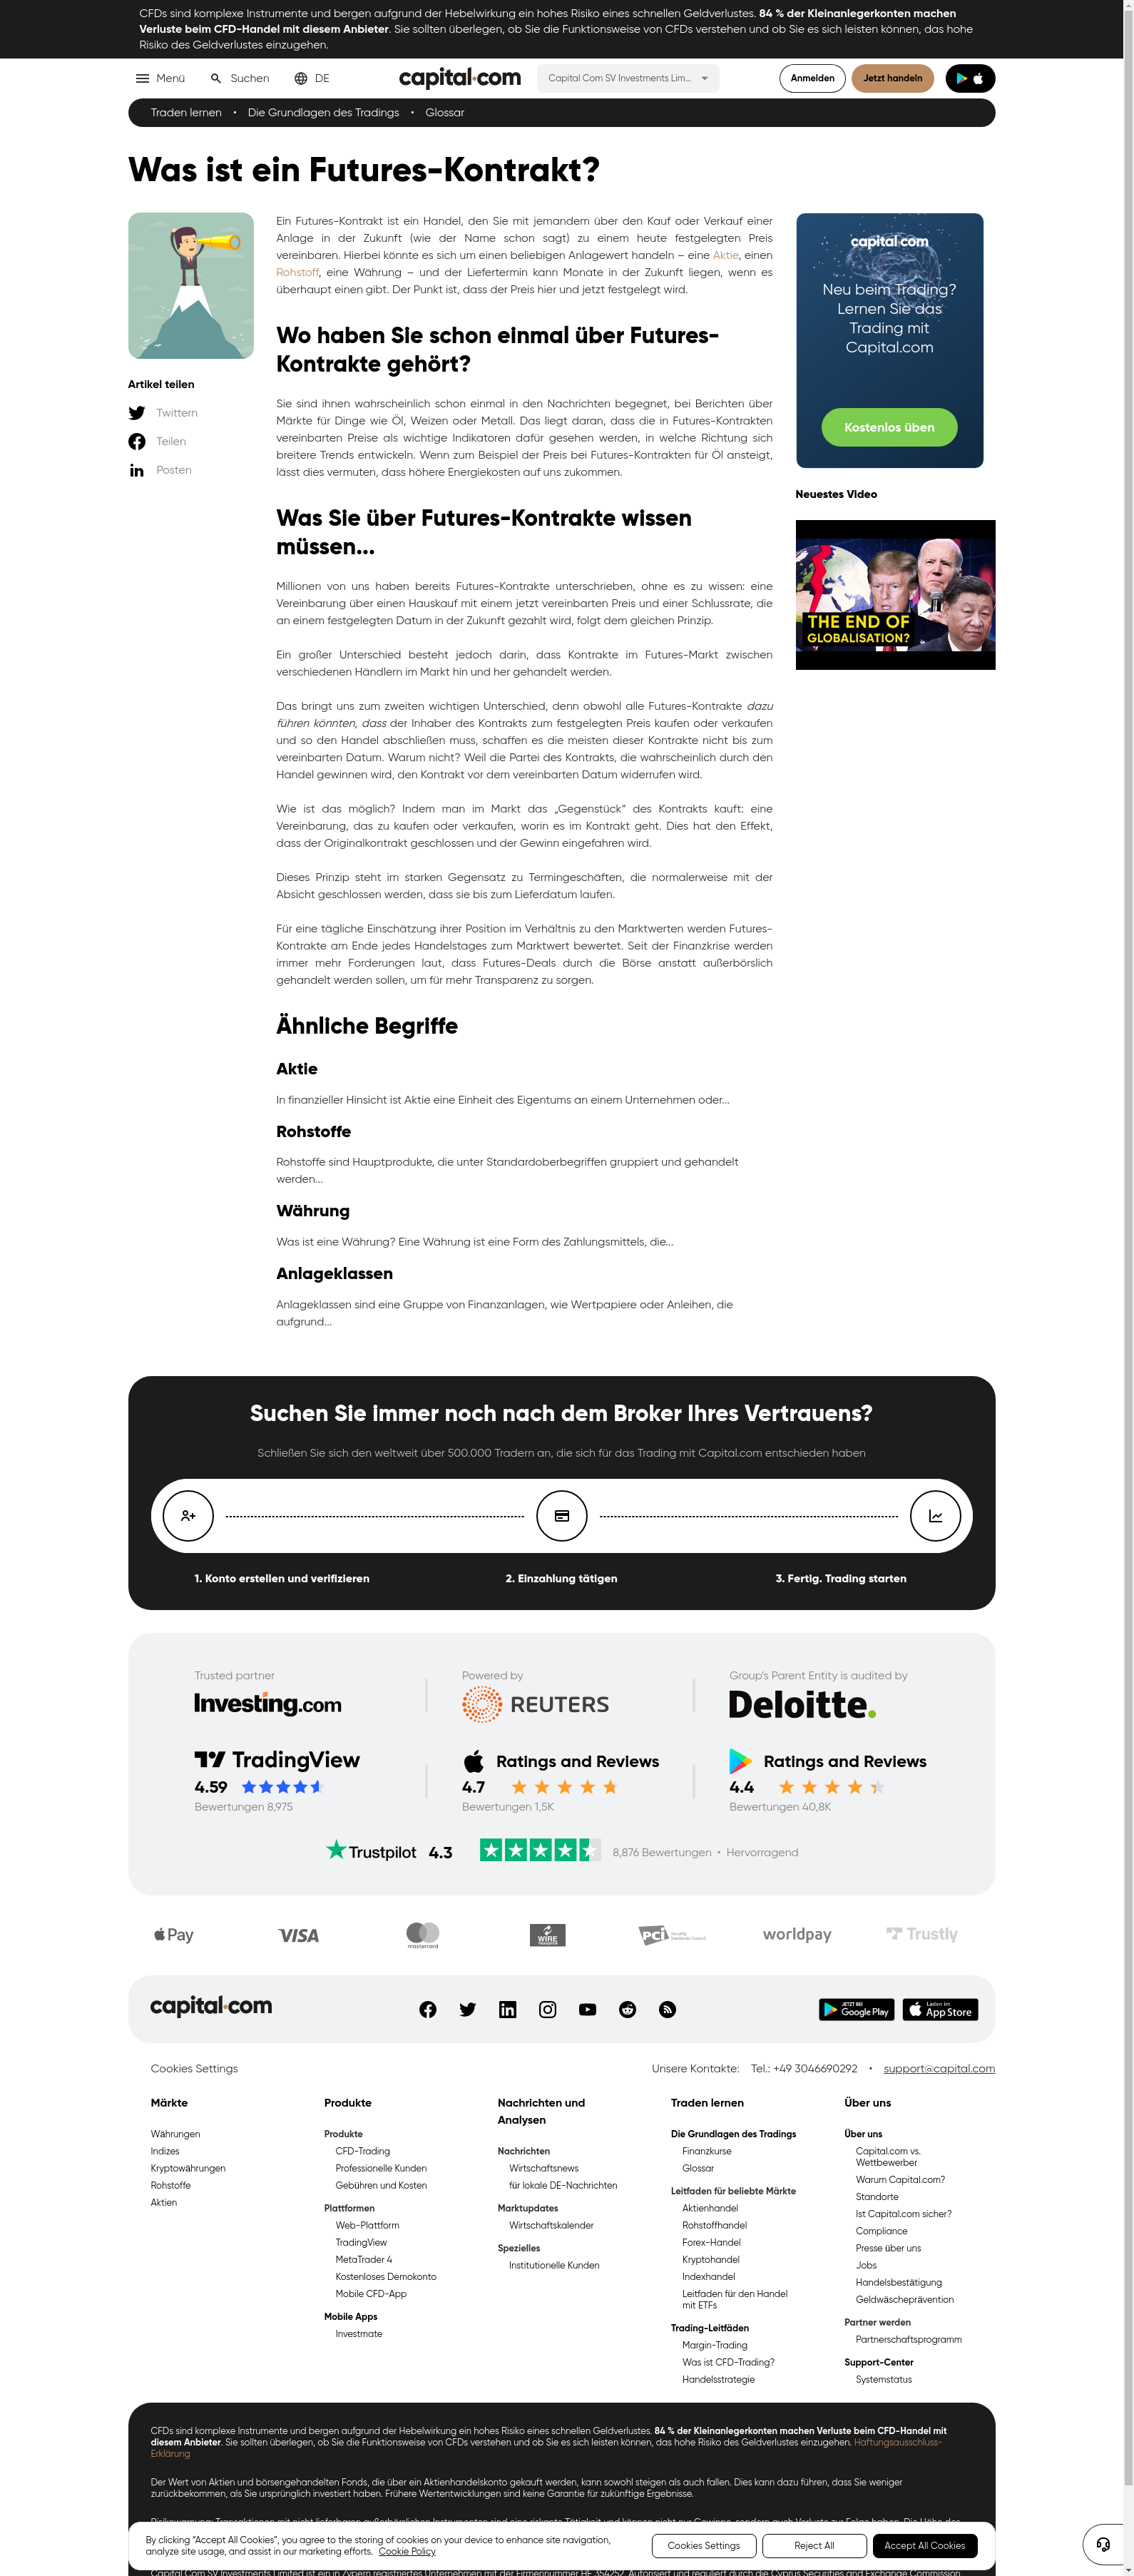 CFDs sind komplexe Instrumente und bergen aufgrund der Hebelwirkung ein hohes Risiko eines schnellen Geldverlustes. 84 % der Kleinanlegerkonten machen
Verluste beim CFD-Handel mit diesem Anbieter. Sie sollten überlegen, ob Sie die Funktionsweise von CFDs verstehen und ob Sie es sich leisten können, das hohe
Risiko des Geldverlustes einzugehen.
Menü Suchen DE capital.com Capital Com SV Investments Lim... Anmelden Jetzt handeln
Traden lernen • Die Grundlagen des Tradings • Glossar
Was ist ein Futures-Kontrakt?
Artikel teilen
Twittern
Teilen
Posten
Ein Futures-Kontrakt ist ein Handel, den Sie mit jemandem über den Kauf oder Verkauf einer
Anlage in der Zukunft (wie der Name schon sagt) zu einem heute festgelegten Preis
vereinbaren. Hierbei könnte es sich um einen beliebigen Anlagewert handeln – eine Aktie, einen
Rohstoff, eine Währung – und der Liefertermin kann Monate in der Zukunft liegen, wenn es
überhaupt einen gibt. Der Punkt ist, dass der Preis hier und jetzt festgelegt wird.
Wo haben Sie schon einmal über Futures-
Kontrakte gehört?
Sie sind ihnen wahrscheinlich schon einmal in den Nachrichten begegnet, bei Berichten über
Märkte für Dinge wie Öl, Weizen oder Metall. Das liegt daran, dass die in Futures-Kontrakten
vereinbarten Preise als wichtige Indikatoren dafür gesehen werden, in welche Richtung sich
breitere Trends entwickeln. Wenn zum Beispiel der Preis bei Futures-Kontrakten für Öl ansteigt,
lässt dies vermuten, dass höhere Energiekosten auf uns zukommen.
Was Sie über Futures-Kontrakte wissen
müssen...
Millionen von uns haben bereits Futures-Kontrakte unterschrieben, ohne es zu wissen: eine
Vereinbarung über einen Hauskauf mit einem jetzt vereinbarten Preis und einer Schlussrate, die
an einem festgelegten Datum in der Zukunft gezahlt wird, folgt dem gleichen Prinzip.
Ein großer Unterschied besteht jedoch darin, dass Kontrakte im Futures-Markt zwischen
verschiedenen Händlern im Markt hin und her gehandelt werden.
Das bringt uns zum zweiten wichtigen Unterschied, denn obwohl alle Futures-Kontrakte dazu
führen könnten, dass der Inhaber des Kontrakts zum festgelegten Preis kaufen oder verkaufen
und so den Handel abschließen muss, schaffen es die meisten dieser Kontrakte nicht bis zum
vereinbarten Datum. Warum nicht? Weil die Partei des Kontrakts, die wahrscheinlich durch den
Handel gewinnen wird, den Kontrakt vor dem vereinbarten Datum widerrufen wird.
Wie ist das möglich? Indem man im Markt das „Gegenstück“ des Kontrakts kauft: eine
Vereinbarung, das zu kaufen oder verkaufen, worin es im Kontrakt geht. Dies hat den Effekt,
dass der Originalkontrakt geschlossen und der Gewinn eingefahren wird.
Dieses Prinzip steht im starken Gegensatz zu Termingeschäften, die normalerweise mit der
Absicht geschlossen werden, dass sie bis zum Lieferdatum laufen.
Für eine tägliche Einschätzung ihrer Position im Verhältnis zu den Marktwerten werden Futures-
Kontrakte am Ende jedes Handelstages zum Marktwert bewertet. Seit der Finanzkrise werden
immer mehr Forderungen laut, dass Futures-Deals durch die Börse anstatt außerbörslich
gehandelt werden sollen, um für mehr Transparenz zu sorgen.
Ähnliche Begriffe
Aktie
In finanzieller Hinsicht ist Aktie eine Einheit des Eigentums an einem Unternehmen oder...
Rohstoffe
Rohstoffe sind Hauptprodukte, die unter Standardoberbegriffen gruppiert und gehandelt
werden...
Währung
Was ist eine Währung? Eine Währung ist eine Form des Zahlungsmittels, die...
Anlageklassen
Anlageklassen sind eine Gruppe von Finanzanlagen, wie Wertpapiere oder Anleihen, die
aufgrund...
capital.com
Neu beim Trading?
Lernen Sie das
Trading mit
Capital.com
Kostenlos üben
Neuestes Video
THE END OF
GLOBALISATION?
Suchen Sie immer noch nach dem Broker Ihres Vertrauens?
Schließen Sie sich den weltweit über 500.000 Tradern an, die sich für das Trading mit Capital.com entschieden haben
1. Konto erstellen und verifizieren 2. Einzahlung tätigen 3. Fertig. Trading starten
Trusted partner
Investing.com
Powered by
REUTERS
Group's Parent Entity is audited by
Deloitte.
TradingView
4.59
Bewertungen 8,975
Ratings and Reviews
4.7
Bewertungen 1,5K
Ratings and Reviews
4.4
Bewertungen 40,8K
Trustpilot 4.3 8,876 Bewertungen • Hervorragend
Pay VISA mastercard WIRE TRANSFER PCI Security Standards Council worldpay Trustly
capital.com JETZT BEI Google Play Laden im App Store
Cookies Settings Unsere Kontakte: Tel.: +49 3046690292 • support@capital.com
Märkte
Währungen
Indizes
Kryptowährungen
Rohstoffe
Aktien
Produkte
Produkte
CFD-Trading
Professionelle Kunden
Gebühren und Kosten
Plattformen
Web-Plattform
TradingView
MetaTrader 4
Kostenloses Demokonto
Mobile CFD-App
Mobile Apps
Investmate
Nachrichten und
Analysen
Nachrichten
Wirtschaftsnews
für lokale DE-Nachrichten
Marktupdates
Wirtschaftskalender
Spezielles
Institutionelle Kunden
Traden lernen
Die Grundlagen des Tradings
Finanzkurse
Glossar
Leitfaden für beliebte Märkte
Aktienhandel
Rohstoffhandel
Forex-Handel
Kryptohandel
Indexhandel
Leitfaden für den Handel
mit ETFs
Trading-Leitfäden
Margin-Trading
Was ist CFD-Trading?
Handelsstrategie
Über uns
Über uns
Capital.com vs.
Wettbewerber
Warum Capital.com?
Standorte
Ist Capital.com sicher?
Compliance
Presse über uns
Jobs
Handelsbestätigung
Geldwäscheprävention
Partner werden
Partnerschaftsprogramm
Support-Center
Systemstatus
CFDs sind komplexe Instrumente und bergen aufgrund der Hebelwirkung ein hohes Risiko eines schnellen Geldverlustes. 84 % der Kleinanlegerkonten machen Verluste beim CFD-Handel mit
diesem Anbieter. Sie sollten überlegen, ob Sie die Funktionsweise von CFDs verstehen und ob Sie es sich leisten können, das hohe Risiko des Geldverlustes einzugehen. Haftungsausschluss-
Erklärung
Der Wert von Aktien und börsengehandelten Fonds, die über ein Aktienhandelskonto gekauft werden, kann sowohl steigen als auch fallen. Dies kann dazu führen, dass Sie weniger
zurückbekommen, als Sie ursprünglich investiert haben. Frühere Wertentwicklungen sind keine Garantie für zukünftige Ergebnisse.
By clicking “Accept All Cookies”, you agree to the storing of cookies on your device to enhance site navigation,
analyze site usage, and assist in our marketing efforts. Cookie Policy
Cookies Settings Reject All Accept All Cookies